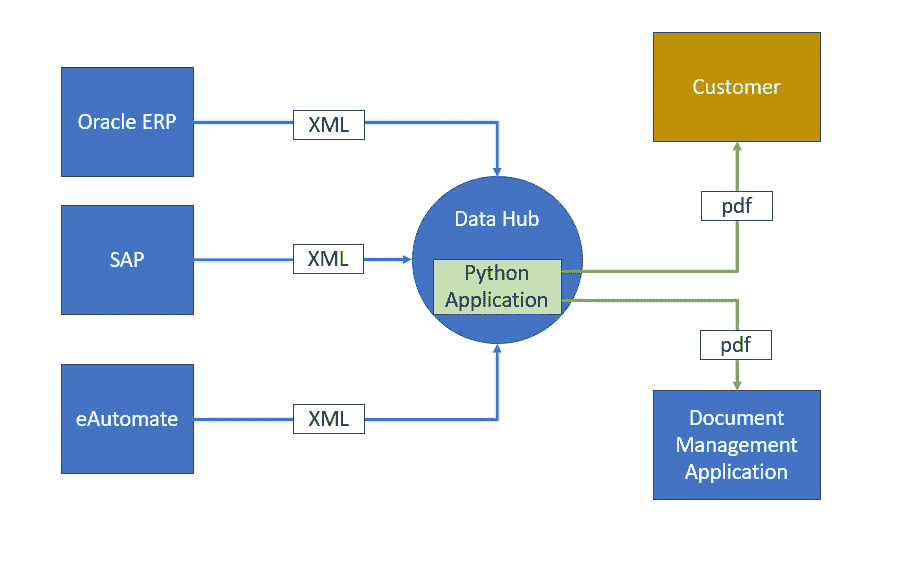 Oracle ERP
XML
SAP
XML
eAutomate
XML
Data Hub
Python
Application
Customer
pdf
pdf
Document
Management
Application